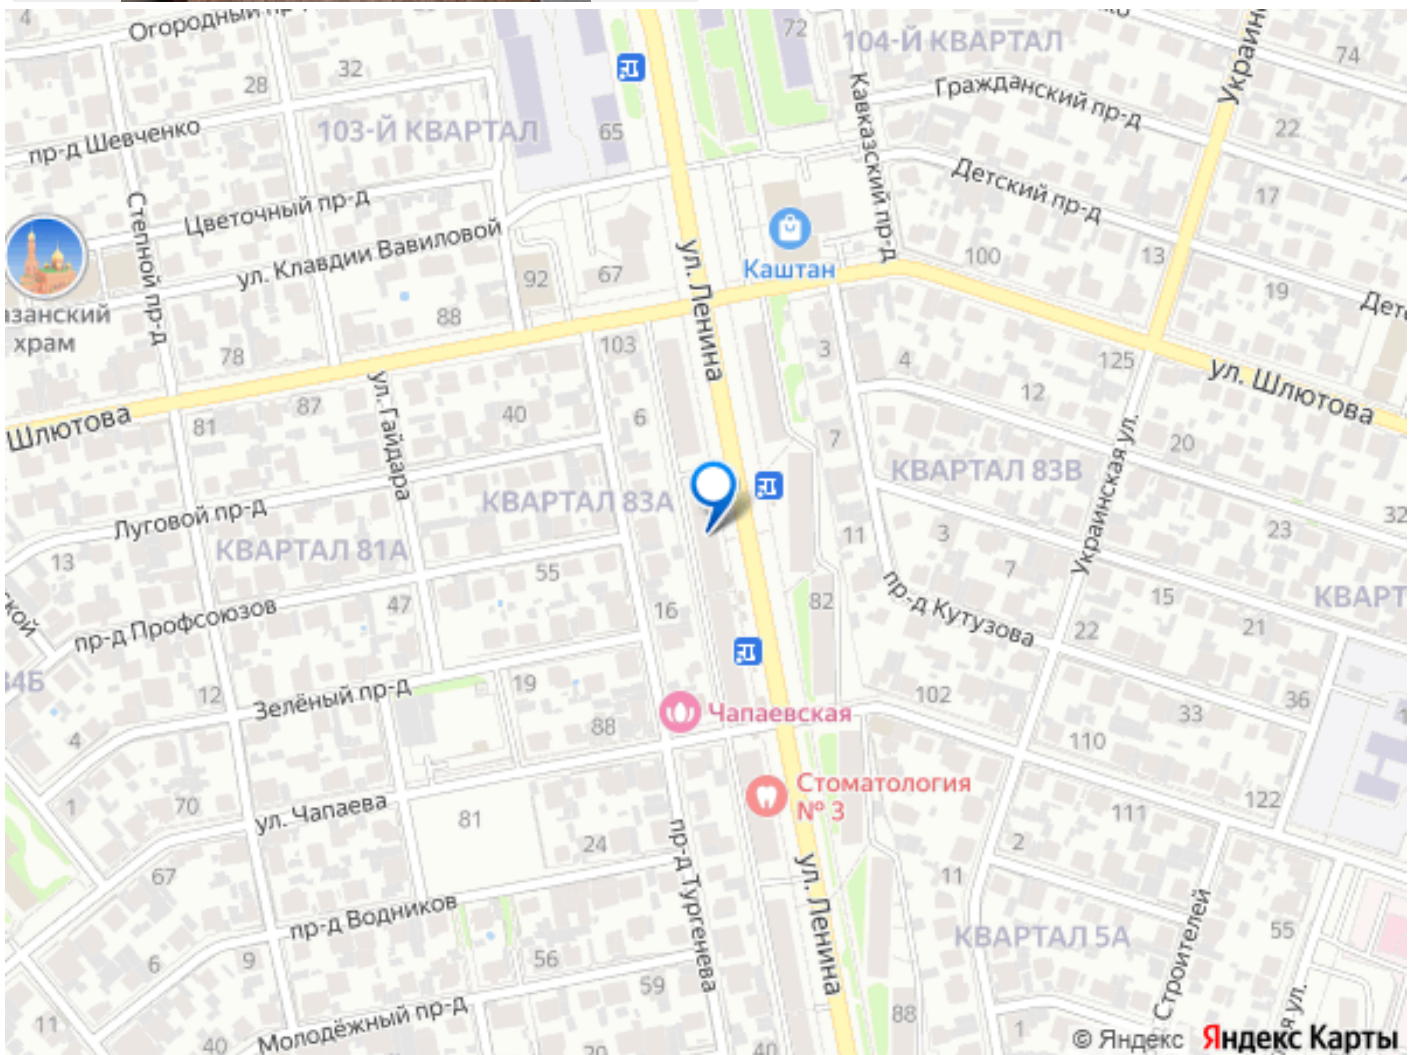 4
Огородный пр-д
28
32
72
104-Й КВАРТАЛ
74
Украинс
пр-д Шевченко
103-Й КВАРТАЛ
65
Кавказский пр-д
Гражданский пр-д
22
Степной пр-д
Цветочный пр-д
Детский пр-д
17
ул. Клавдии Вавиловой
92
67
ул. Ленина
Каштан
100
13
19
Дет
азанский
храм
88
78
103
3
4
125
ул. Шлютова
12
Шлютова
81
87
ул. Гайдара
40
6
7
20
КВАРТАЛ 83В
Украинская ул.
КВАРТАЛ 83А
Луговой пр-д
КВАРТАЛ 81А
13
11
3
23
32
7
55
47
пр-д Профсоюзов
кой
16
82
пр-д Кутузова
15
КВАРТ
21
22
84Б
12
Зелёный пр-д
19
102
36
33
4
88
Чапаевская
110
1
70
ул. Чапаева
81
Стоматология
№ 3
111
122
2
24
пр-д Тургенева
67
11
ул. Ленина
пр-д Водников
КВАРТАЛ 5А
Строителей
55
6
9
56
59
88
я ул.
11
40
Молодёжный пр-д
20
40
1
© Яндекс Яндекс Карты